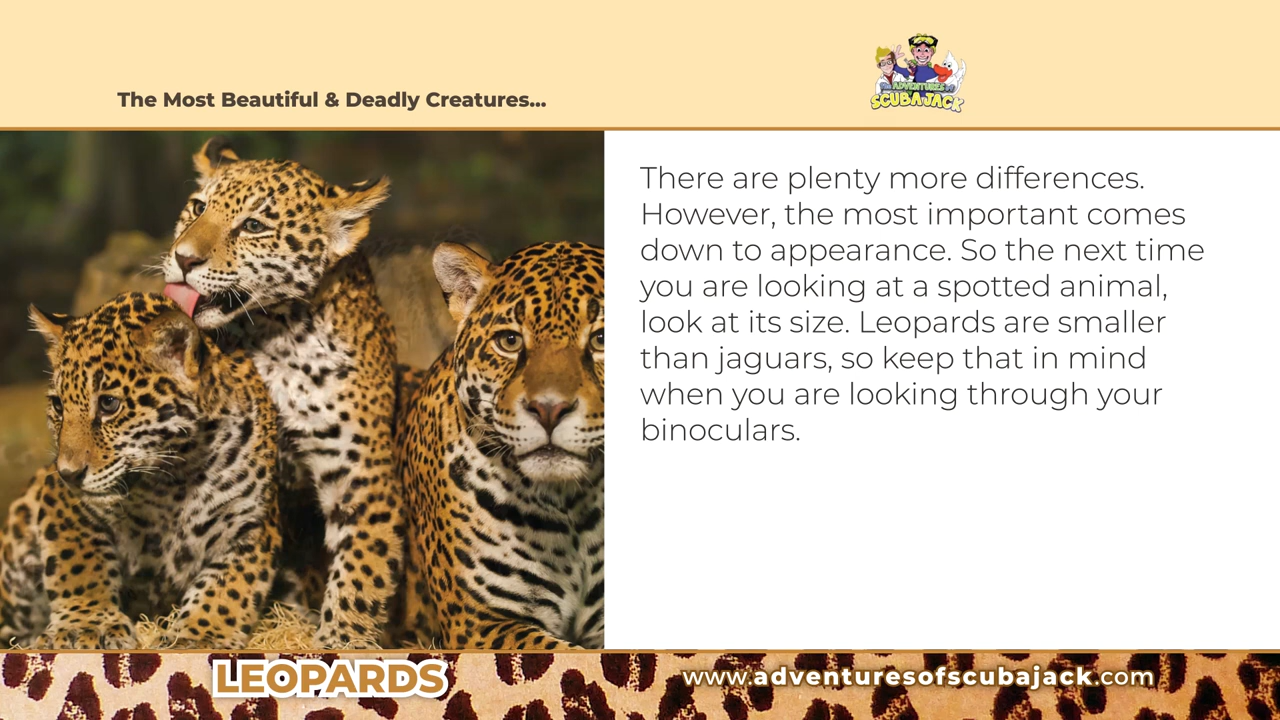 The Most Beautiful & Deadly Creatures...
THE ADVENTURES OF
SCUBAJACK
There are plenty more differences.
However, the most important comes
down to appearance. So the next time
you are looking at a spotted animal,
look at its size. Leopards are smaller
than jaguars, so keep that in mind
when you are looking through your
binoculars.
LEOPARDS
www.adventuresofscubajack.com